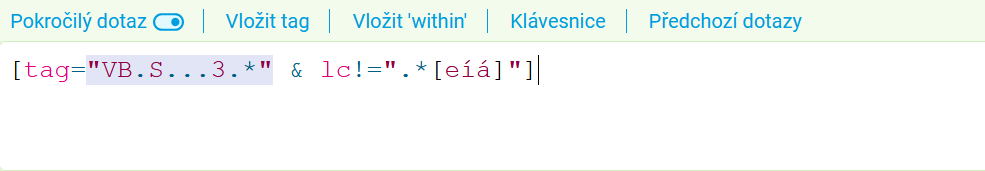 Pokročilý dotaz Vložit tag Vložit 'within' Klávesnice Předchozí dotazy
[tag="VB.S...3.*" & lc!=".*[eíá]"]